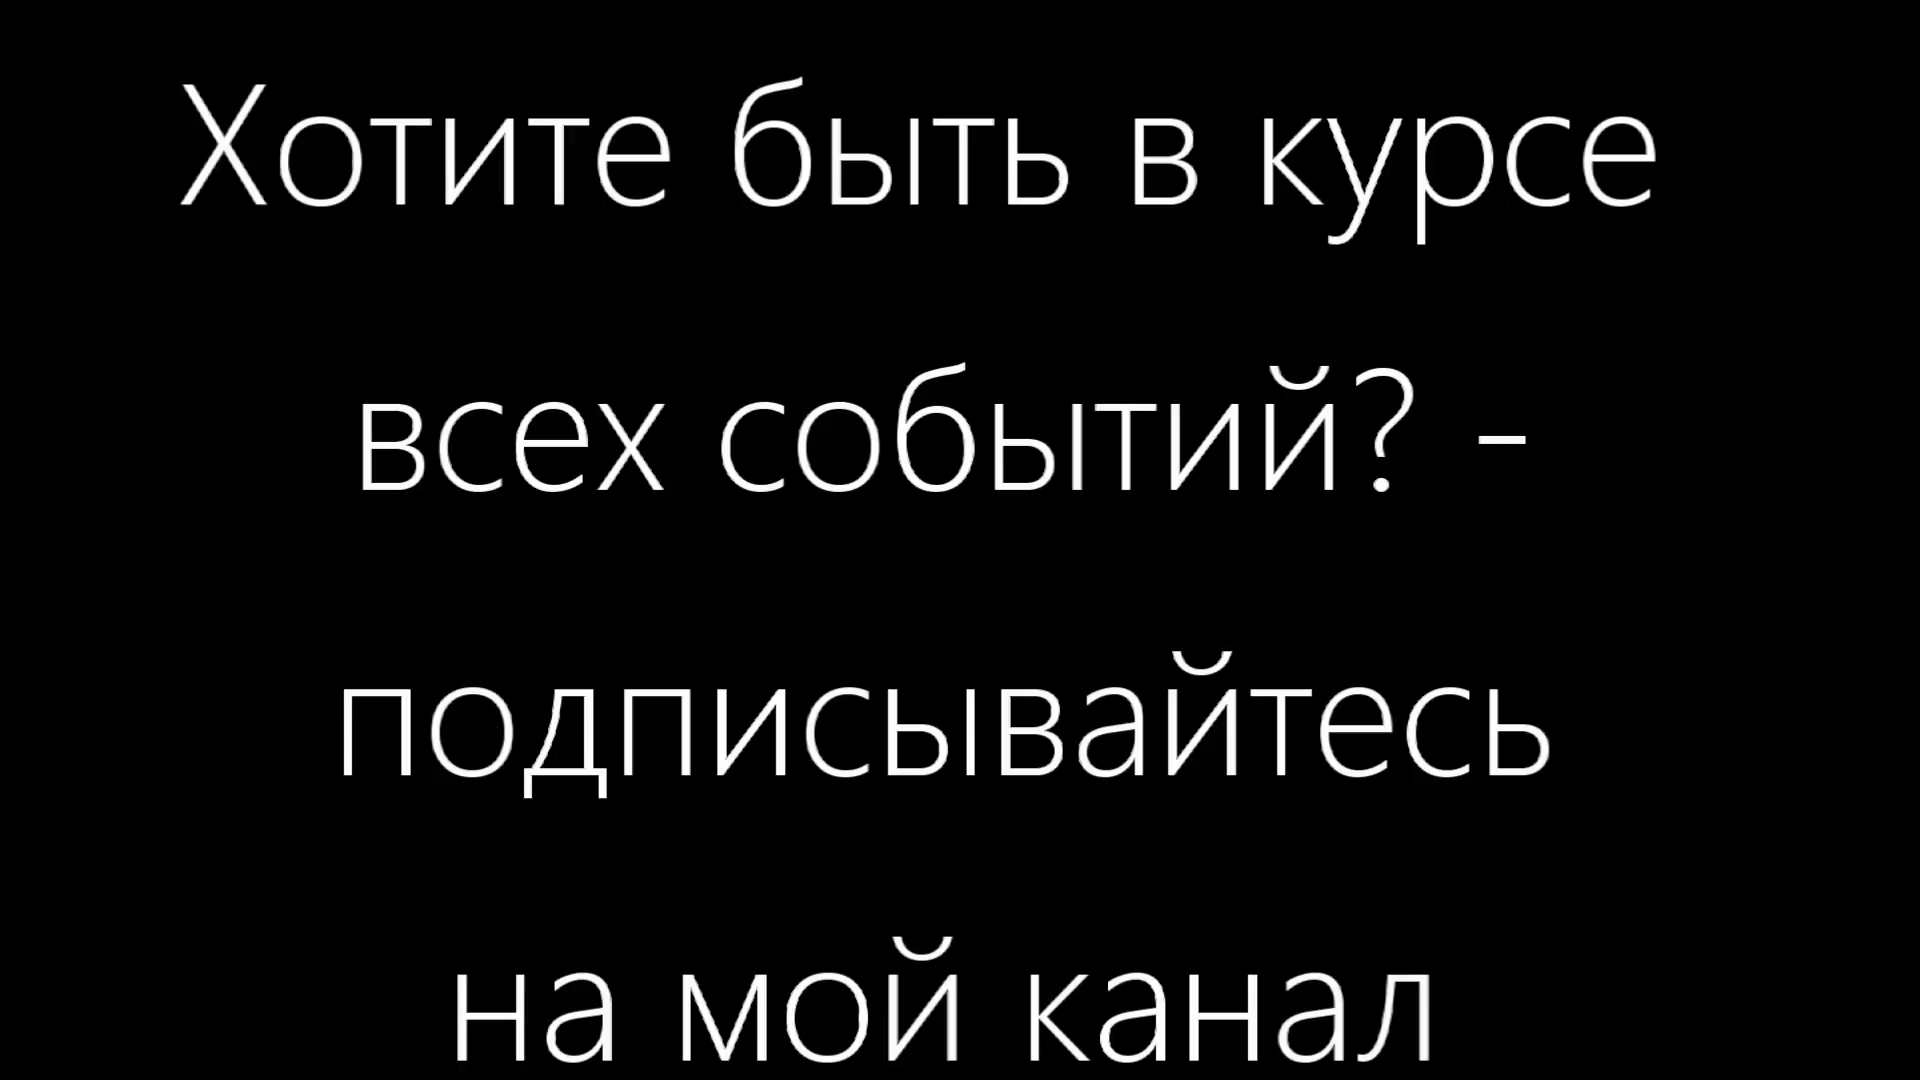 Хотите быть в курсе
всех событий? -
подписывайтесь
на мой канал